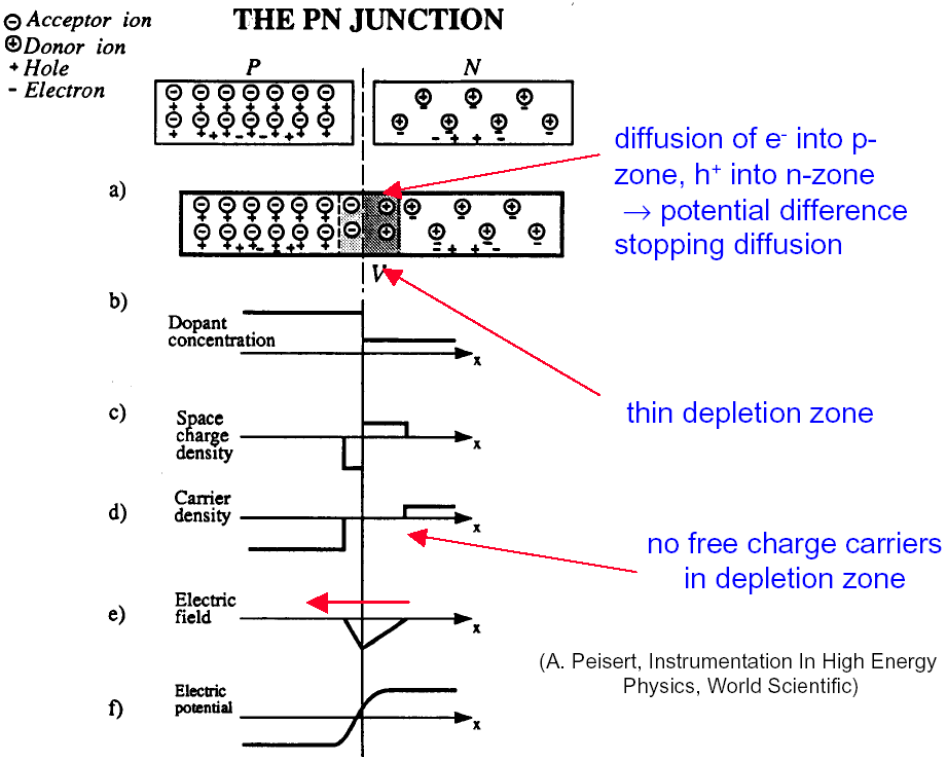 THE PN JUNCTION
⊖ Acceptor ion
⊕ Donor ion
+ Hole
- Electron
P
N
diffusion of e- into p-
zone, h+ into n-zone
→ potential difference
stopping diffusion
a)
V
b)
Dopant
concentration
x
thin depletion zone
c)
Space
charge
density
x
d)
Carrier
density
x
no free charge carriers
in depletion zone
e)
Electric
field
x
(A. Peisert, Instrumentation In High Energy
Physics, World Scientific)
f)
Electric
potential
x